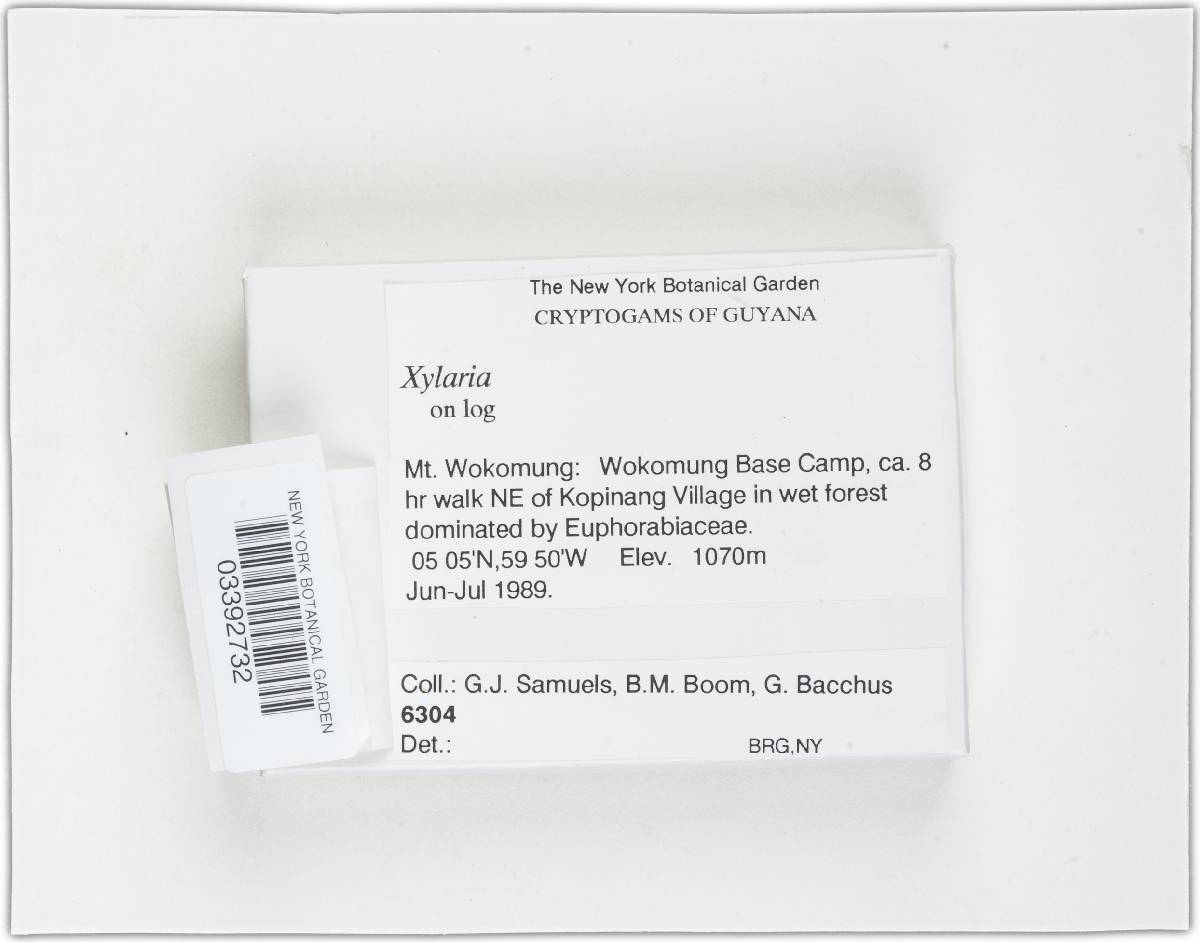 The New York Botanical Garden
CRYPTOGAMS OF GUYANA
Xylaria
on log
Mt. Wokomung: Wokomung Base Camp, ca. 8
hr walk NE of Kopinang Village in wet forest
dominated by Euphorabiaceae.
05 05'N,59 50'W Elev. 1070m
Jun-Jul 1989.
Coll.: G.J. Samuels, B.M. Boom, G. Bacchus
6304
Det.: BRG,NY
NEW YORK BOTANICAL GARDEN
03392732